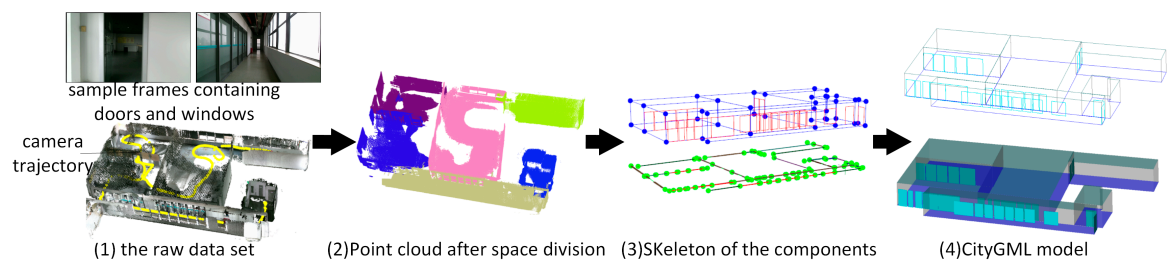 sample frames containing
doors and windows
camera
trajectory
(1) the raw data set
(2)Point cloud after space division
(3)SKeleton of the components
(4)CityGML model